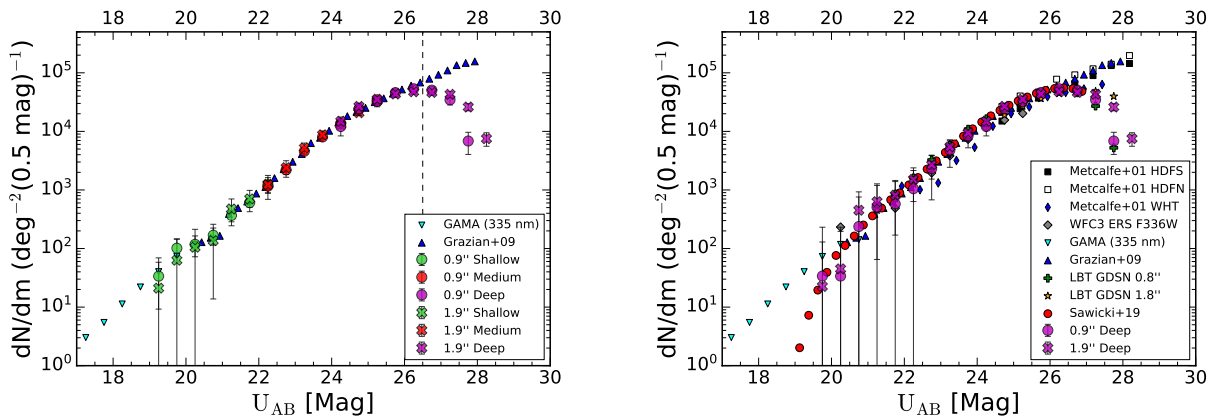 18 20 22 24 26 28 30
10⁵
10⁴
10³
10²
10¹
10⁰
dN/dm (deg⁻²(0.5 mag)⁻¹
GAMA (335 nm)
Grazian+09
0.9'' Shallow
0.9'' Medium
0.9'' Deep
1.9'' Shallow
1.9'' Medium
1.9'' Deep
18 20 22 24 26 28 30
U_AB [Mag]
18 20 22 24 26 28 30
10⁵
10⁴
10³
10²
10¹
10⁰
dN/dm (deg⁻²(0.5 mag)⁻¹
Metcalfe+01 HDFS
Metcalfe+01 HDFN
Metcalfe+01 WHT
WFC3 ERS F336W
GAMA (335 nm)
Grazian+09
LBT GDSN 0.8''
LBT GDSN 1.8''
Sawicki+19
0.9'' Deep
1.9'' Deep
18 20 22 24 26 28 30
U_AB [Mag]